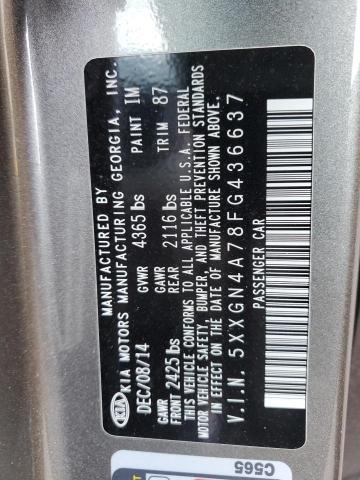 MANUFACTURED BY
KIA KIA MOTORS MANUFACTURING GEORGIA, INC.
DEC/08/14 GVWR 4365 lbs PAINT IM
GAWR FRONT 2425 lbs GAWR REAR 2116 lbs TRIM 87
THIS VEHICLE CONFORMS TO ALL APPLICABLE U.S.A. FEDERAL
MOTOR VEHICLE SAFETY, BUMPER, AND THEFT PREVENTION STANDARDS
IN EFFECT ON THE DATE OF MANUFACTURE SHOWN ABOVE.
V.I.N. 5XXGN4A78FG436637
PASSENGER CAR
C565